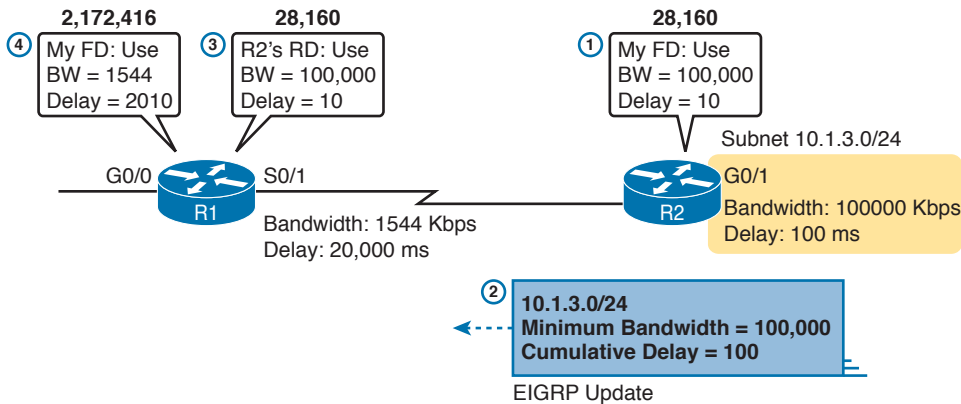 2,172,416
4
My FD: Use
BW = 1544
Delay = 2010
28,160
3
R2's RD: Use
BW = 100,000
Delay = 10
28,160
1
My FD: Use
BW = 100,000
Delay = 10
Subnet 10.1.3.0/24
G0/0
R1
S0/1
Bandwidth: 1544 Kbps
Delay: 20,000 ms
R2
G0/1
Bandwidth: 100000 Kbps
Delay: 100 ms
2
10.1.3.0/24
Minimum Bandwidth = 100,000
Cumulative Delay = 100
EIGRP Update